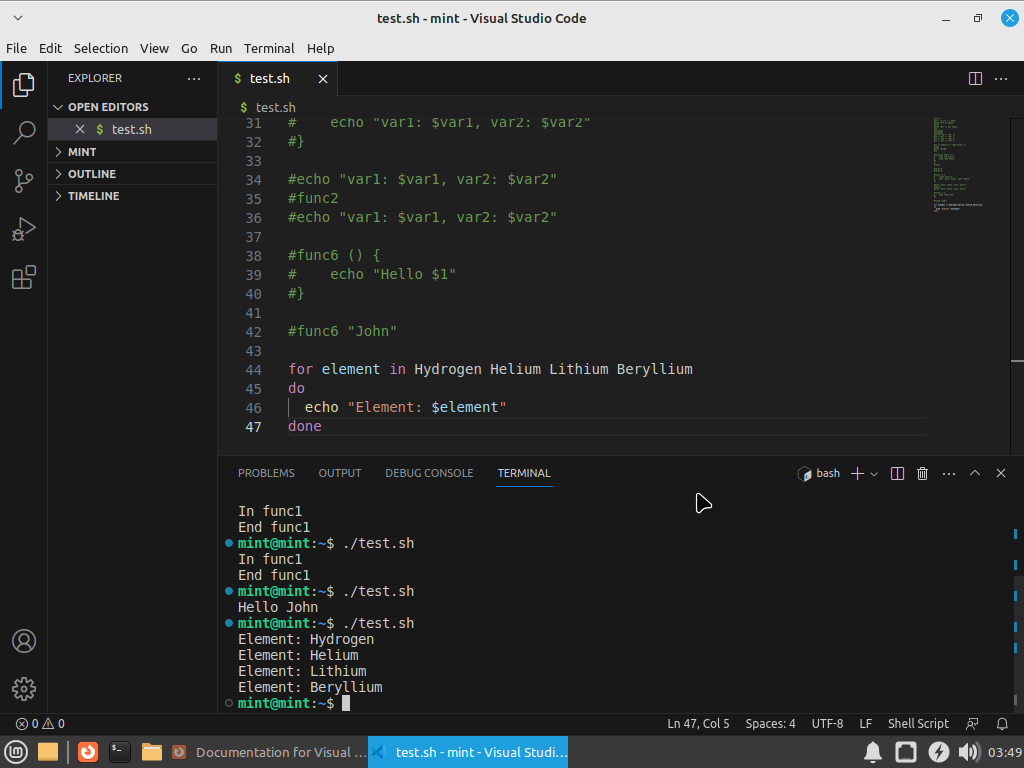 test.sh - mint - Visual Studio Code
File Edit Selection View Go Run Terminal Help
EXPLORER
OPEN EDITORS
$ test.sh
MINT
OUTLINE
TIMELINE
$ test.sh
$ test.sh
31 #    echo "var1: $var1, var2: $var2"
32 #}
33
34 #echo "var1: $var1, var2: $var2"
35 #func2
36 #echo "var1: $var1, var2: $var2"
37
38 #func6 () {
39 #    echo "Hello $1"
40 #}
41
42 #func6 "John"
43
44 for element in Hydrogen Helium Lithium Beryllium
45 do
46   echo "Element: $element"
47 done
PROBLEMS OUTPUT DEBUG CONSOLE TERMINAL
bash
In func1
End func1
mint@mint:~$ ./test.sh
In func1
End func1
mint@mint:~$ ./test.sh
Hello John
mint@mint:~$ ./test.sh
Element: Hydrogen
Element: Helium
Element: Lithium
Element: Beryllium
mint@mint:~$
0 0
Ln 47, Col 5 Spaces: 4 UTF-8 LF Shell Script
Documentation for Visual ...
test.sh - mint - Visual Studi...
03:49